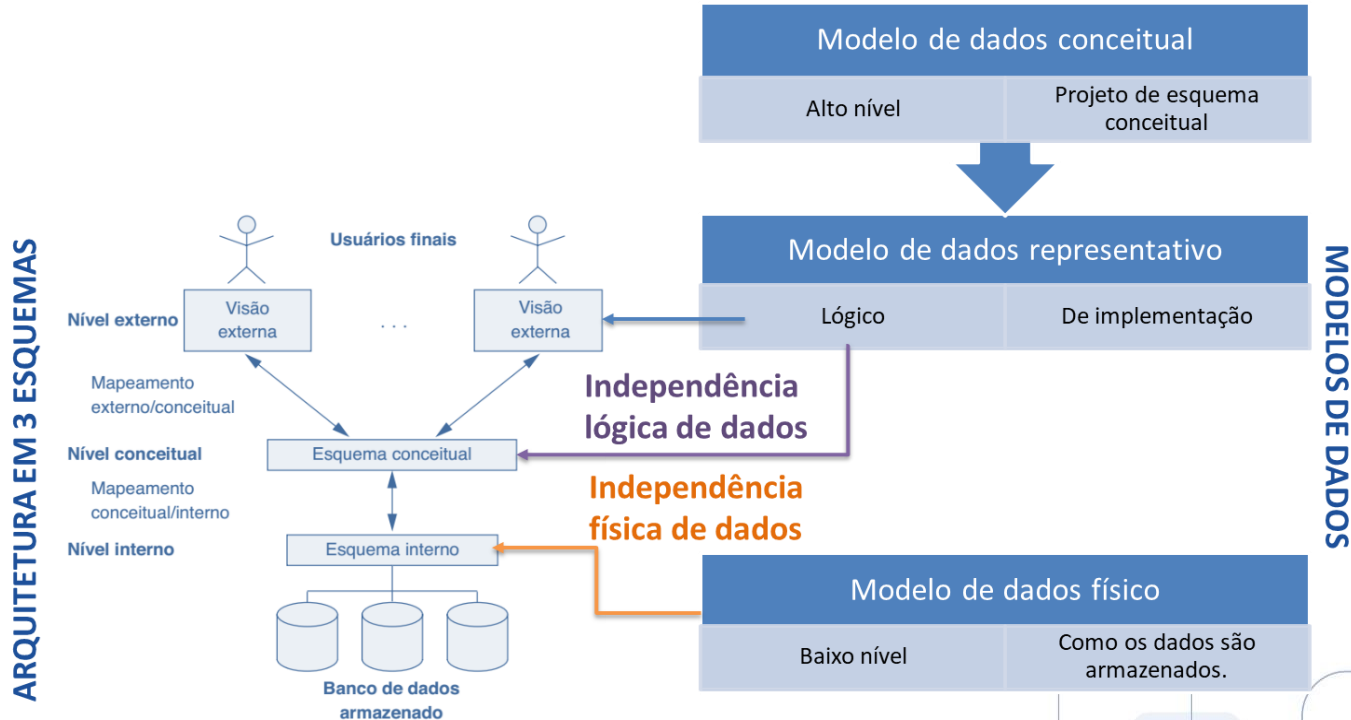 ARQUITETURA EM 3 ESQUEMAS
Usuários finais
Nível externo
Visão
externa
. . .
Visão
externa
Mapeamento
externo/conceitual
Nível conceitual
Esquema conceitual
Mapeamento
conceitual/interno
Nível interno
Esquema interno
Banco de dados
armazenado
Independência
lógica de dados
Independência
física de dados
Modelo de dados conceitual
Alto nível
Projeto de esquema
conceitual
Modelo de dados representativo
Lógico
De implementação
Modelo de dados físico
Baixo nível
Como os dados são
armazenados.
MODELOS DE DADOS